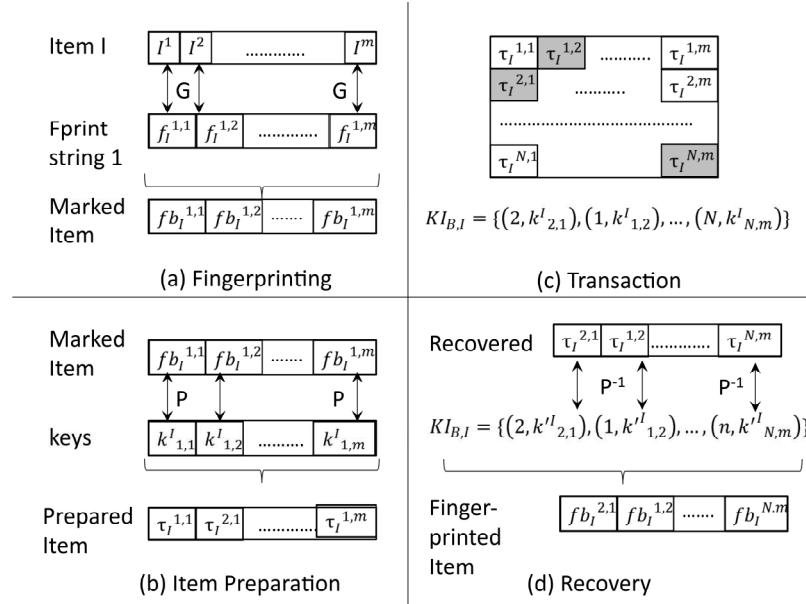 Item I I¹ I² ............. Iᵐ
G G
Fprint string 1 f_I^{1,1} f_I^{1,2} ............. f_I^{1,m}
Marked Item fb_I^{1,1} fb_I^{1,2} ....... fb_I^{1,m}
(a) Fingerprinting
τ_I^{1,1} τ_I^{1,2} .......... τ_I^{1,m}
τ_I^{2,1} ........... τ_I^{2,m}
..........................................
τ_I^{N,1} τ_I^{N,m}
KI_{B,I} = {(2, k^I_{2,1}), (1, k^I_{1,2}), ..., (N, k^I_{N,m})}
(c) Transaction
Marked Item fb_I^{1,1} fb_I^{1,2} ....... fb_I^{1,m}
P P
keys k^I_{1,1} k^I_{1,2} .......... k^I_{1,m}
Prepared Item τ_I^{1,1} τ_I^{2,1} ............. τ_I^{1,m}
(b) Item Preparation
Recovered τ_I^{2,1} τ_I^{1,2} ............. τ_I^{N,m}
P⁻¹ P⁻¹
KI_{B,I} = {(2, k'^I_{2,1}), (1, k'^I_{1,2}), ..., (n, k'^I_{N,m})}
Finger-printed Item fb_I^{2,1} fb_I^{1,2} ....... fb_I^{N.m}
(d) Recovery